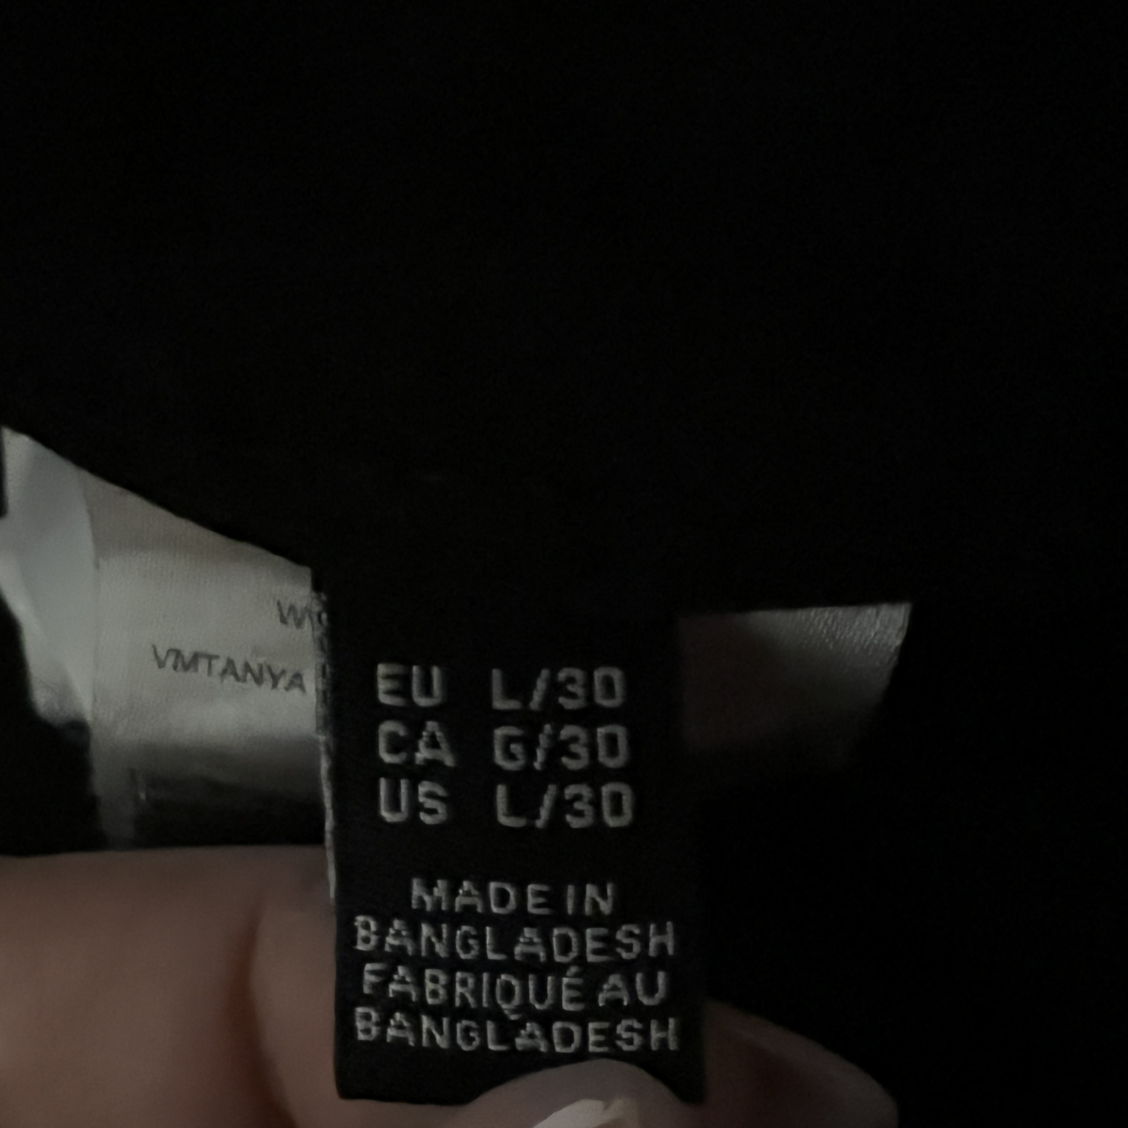 VMTANYA
EU L/30
CA G/30
US L/30
MADE IN
BANGLADESH
FABRIQUÉ AU
BANGLADESH